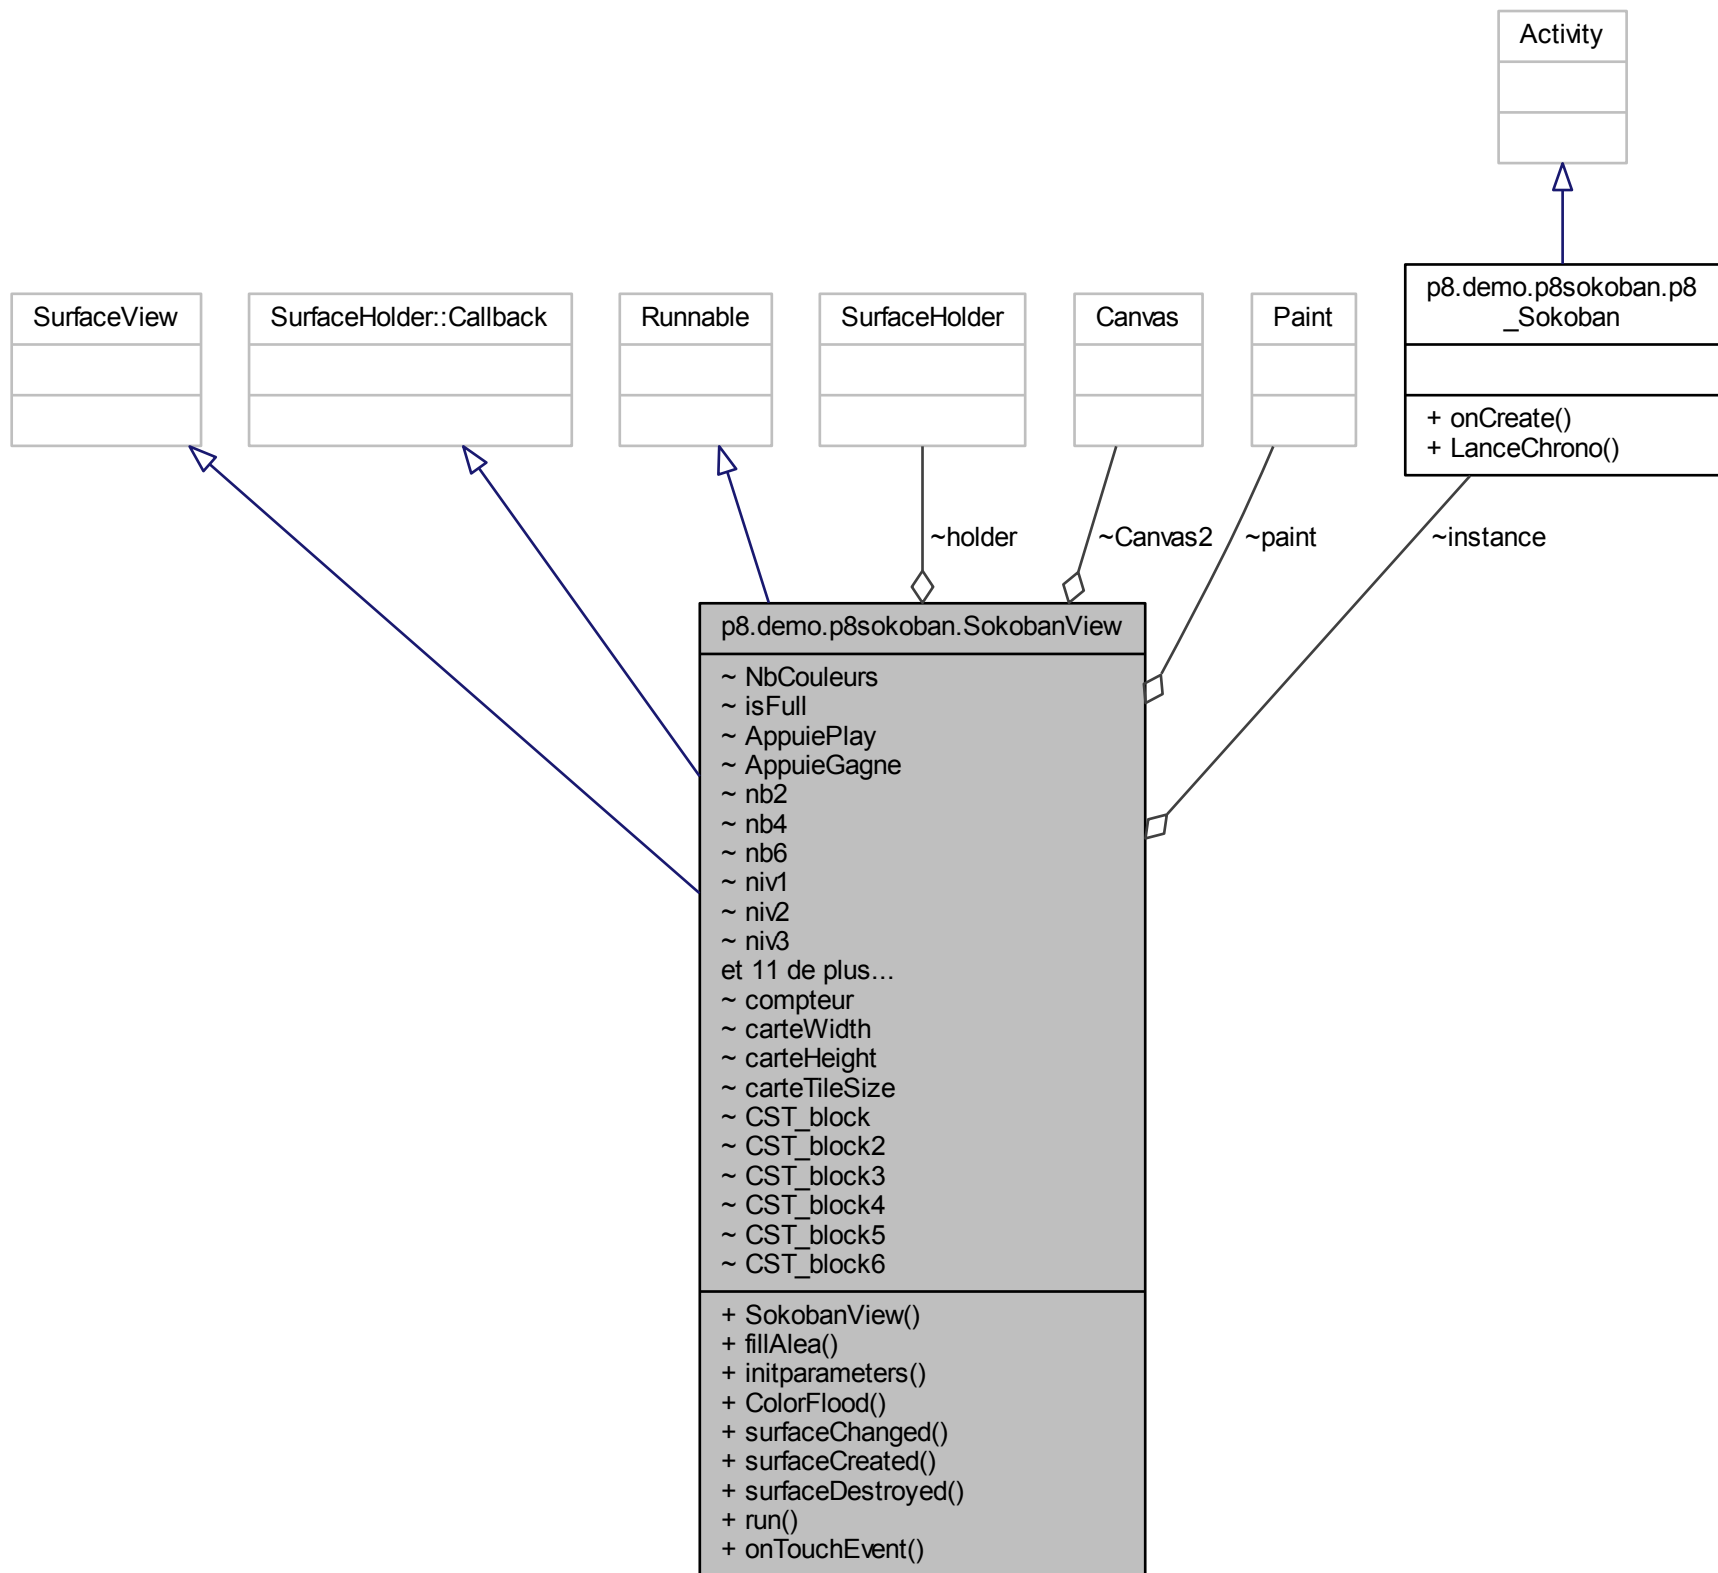 Activity
p8.demo.p8sokoban.p8
_Sokoban
+ onCreate()
+ LanceChrono()
SurfaceView
SurfaceHolder::Callback
Runnable
SurfaceHolder
Canvas
Paint
~holder
~Canvas2
~paint
~instance
p8.demo.p8sokoban.SokobanView
~ NbCouleurs
~ isFull
~ AppuiePlay
~ AppuieGagne
~ nb2
~ nb4
~ nb6
~ niv1
~ niv2
~ niv3
et 11 de plus...
~ compteur
~ carteWidth
~ carteHeight
~ carteTileSize
~ CST_block
~ CST_block2
~ CST_block3
~ CST_block4
~ CST_block5
~ CST_block6
+ SokobanView()
+ fillAlea()
+ initparameters()
+ ColorFlood()
+ surfaceChanged()
+ surfaceCreated()
+ surfaceDestroyed()
+ run()
+ onTouchEvent()